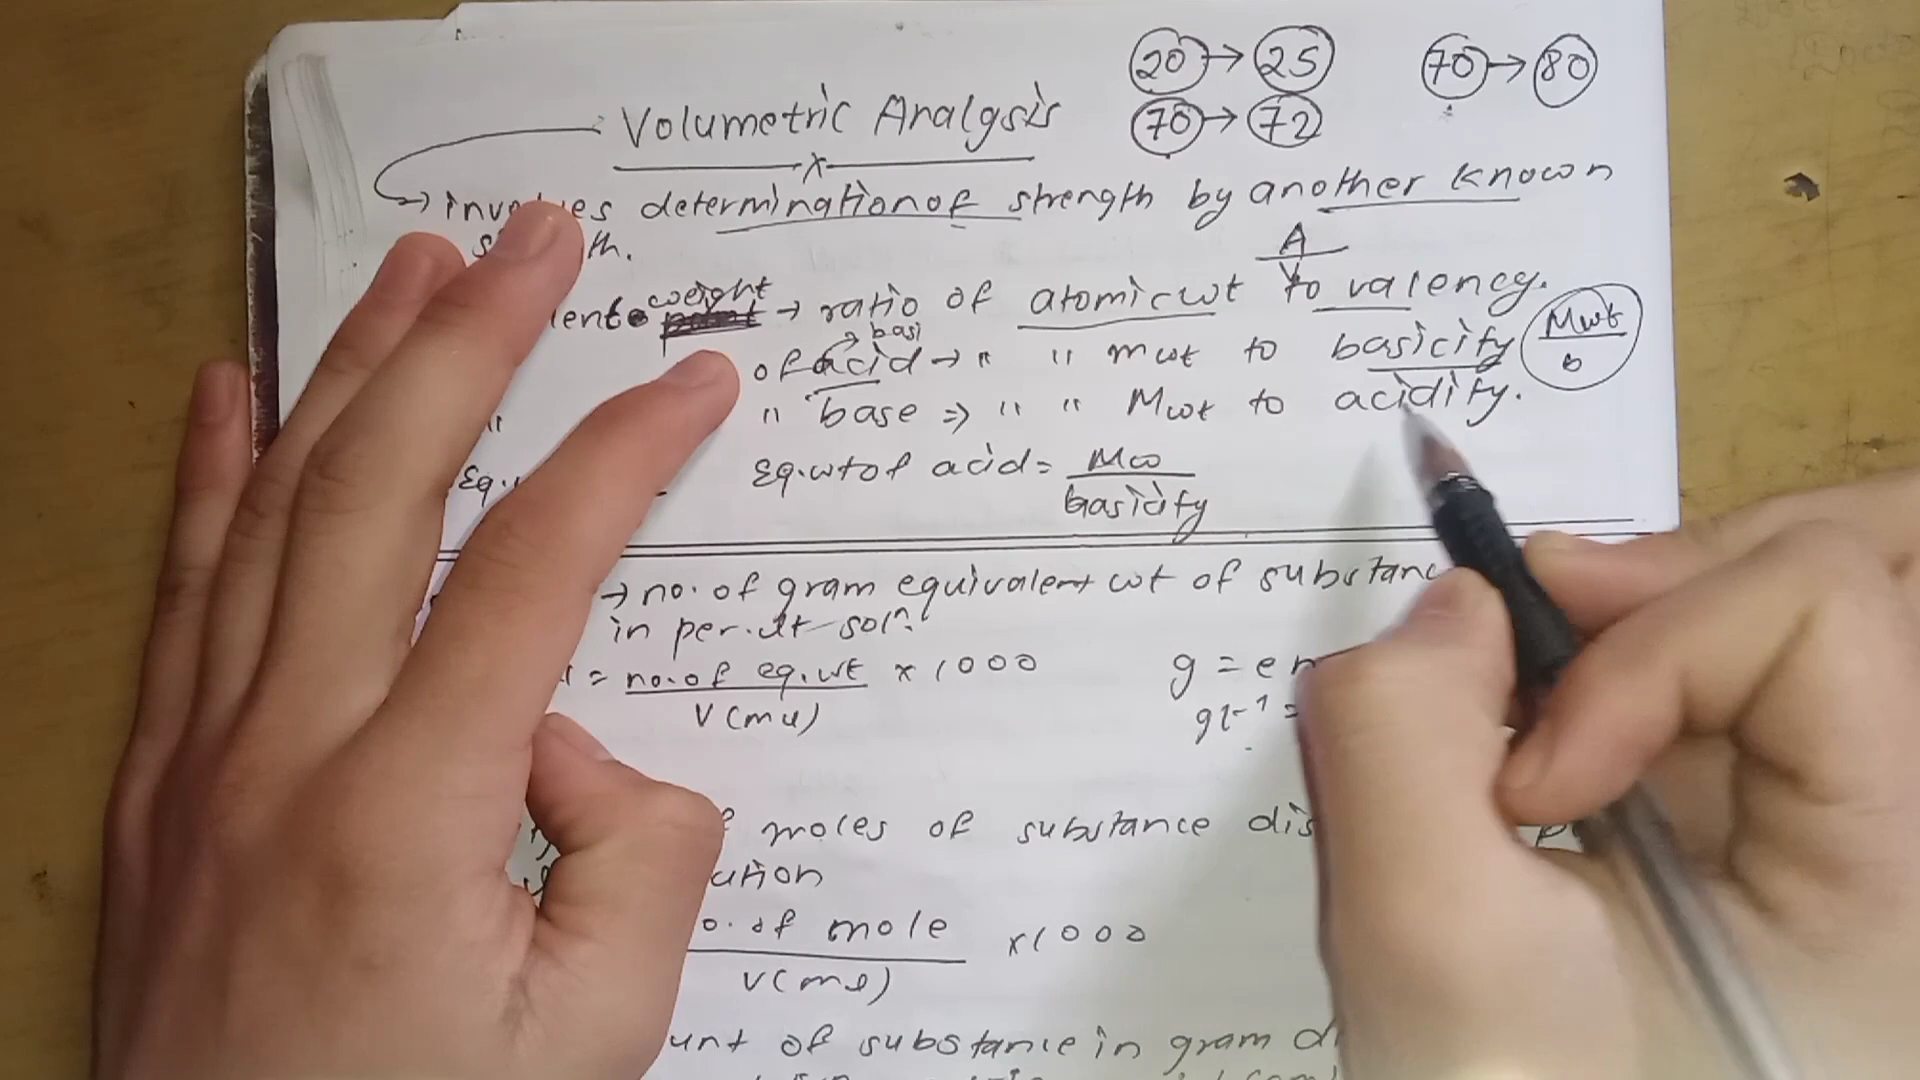 20 → 25 70 → 80
Volumetric Analysis 70 → 72
x
→ involves determination of strength by another known
th.
A
V
weight
→ ratio of atomic wt to valency.
→ basi
of acid → " " mwt to basicity Mwt
b
" base ⇒ " " Mwt to acidity.
Eq. Eq.wt of acid = Mw
basicity
→ no. of gram equivalent wt of substanc
in per.lt soln.
= no. of eq.wt x 1000 g = e
V (ml) gl⁻¹ =
moles of substance dis
ution
o. of mole x1000
V(ml)
unt of substance in gram d